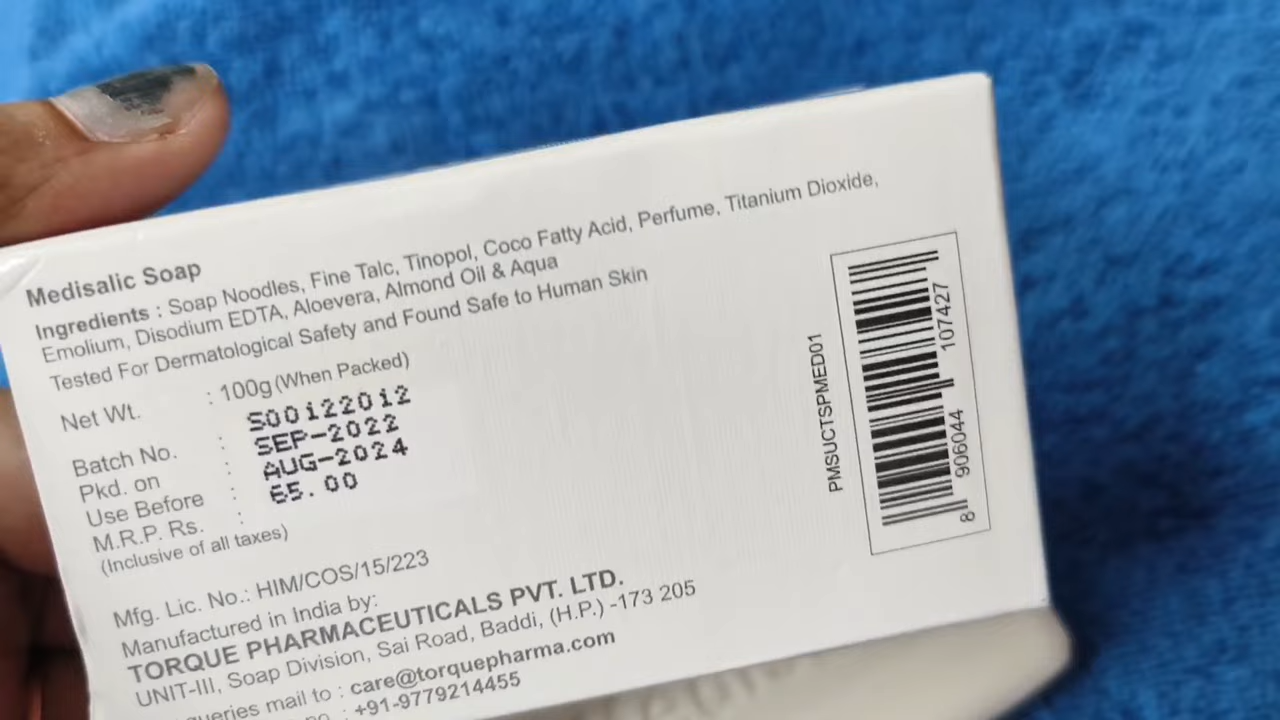 Medisalic Soap
Ingredients : Soap Noodles, Fine Talc, Tinopol, Coco Fatty Acid, Perfume, Titanium Dioxide,
Emolium, Disodium EDTA, Aloevera, Almond Oil & Aqua
Tested For Dermatological Safety and Found Safe to Human Skin
Net Wt. : 100g (When Packed)
Batch No. : S00122012
Pkd. on : SEP-2022
Use Before : AUG-2024
M.R.P. Rs. : 65.00
(Inclusive of all taxes)
Mfg. Lic. No.: HIM/COS/15/223
Manufactured in India by:
TORQUE PHARMACEUTICALS PVT. LTD.
UNIT-III, Soap Division, Sai Road, Baddi, (H.P.) -173 205
mail to : care@torquepharma.com
: +91-9779214455
PMSUCTSPMED01
8 906044 107427